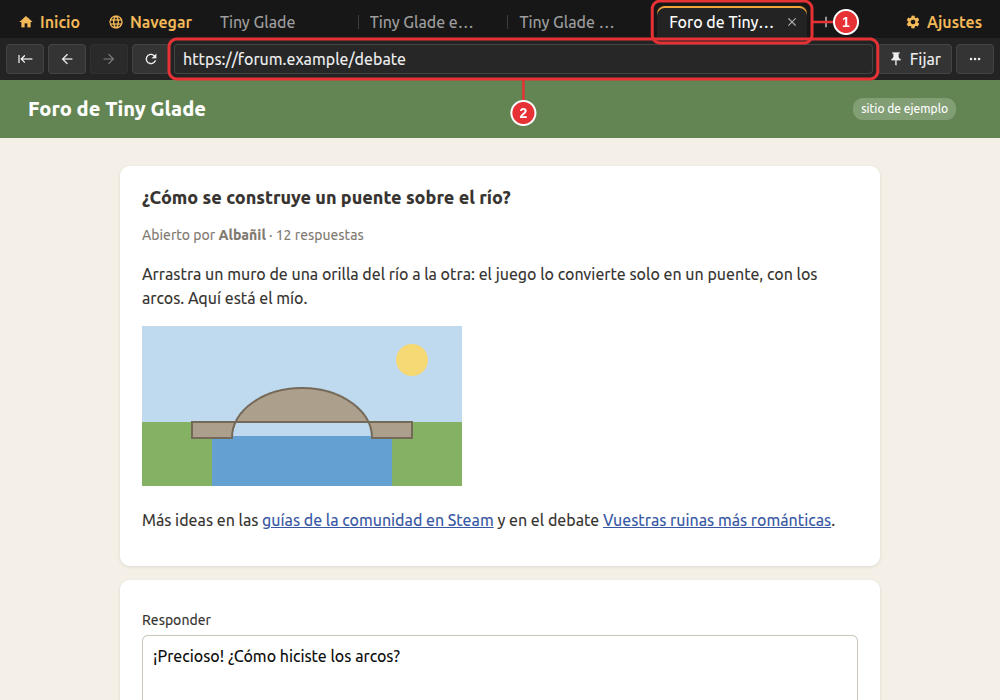 Inicio
Navegar
Tiny Glade
Tiny Glade e…
Tiny Glade …
Foro de Tiny…
1
Ajustes
https://forum.example/debate
Fijar
2
Foro de Tiny Glade
sitio de ejemplo
¿Cómo se construye un puente sobre el río?
Abierto por Albañil · 12 respuestas
Arrastra un muro de una orilla del río a la otra: el juego lo convierte solo en un puente, con los
arcos. Aquí está el mío.
Más ideas en las guías de la comunidad en Steam y en el debate Vuestras ruinas más románticas.
Responder
¡Precioso! ¿Cómo hiciste los arcos?